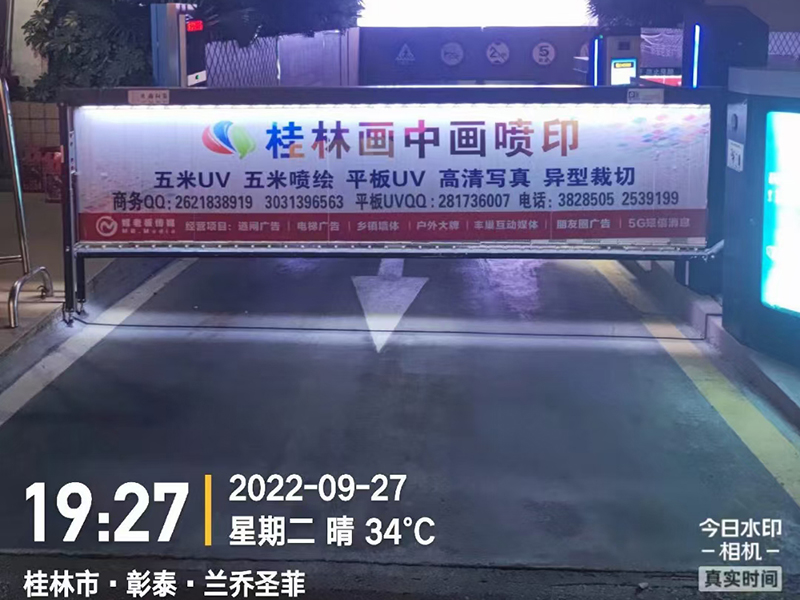 桂林画中画喷印
五米UV 五米喷绘 平板UV 高清写真 异型裁切
商务QQ:2621838919 3031396563 平板UVQQ:281736007 电话:3828505 2539199
经营项目: 道闸广告 | 电梯广告 | 乡镇墙体 | 户外大牌 | 丰巢互动媒体 | 朋友圈广告 | 5G短信消息
5
19:27
2022-09-27
星期二 晴 34°C
桂林市·彰泰·兰乔圣菲
今日水印
-相机-
真实时间